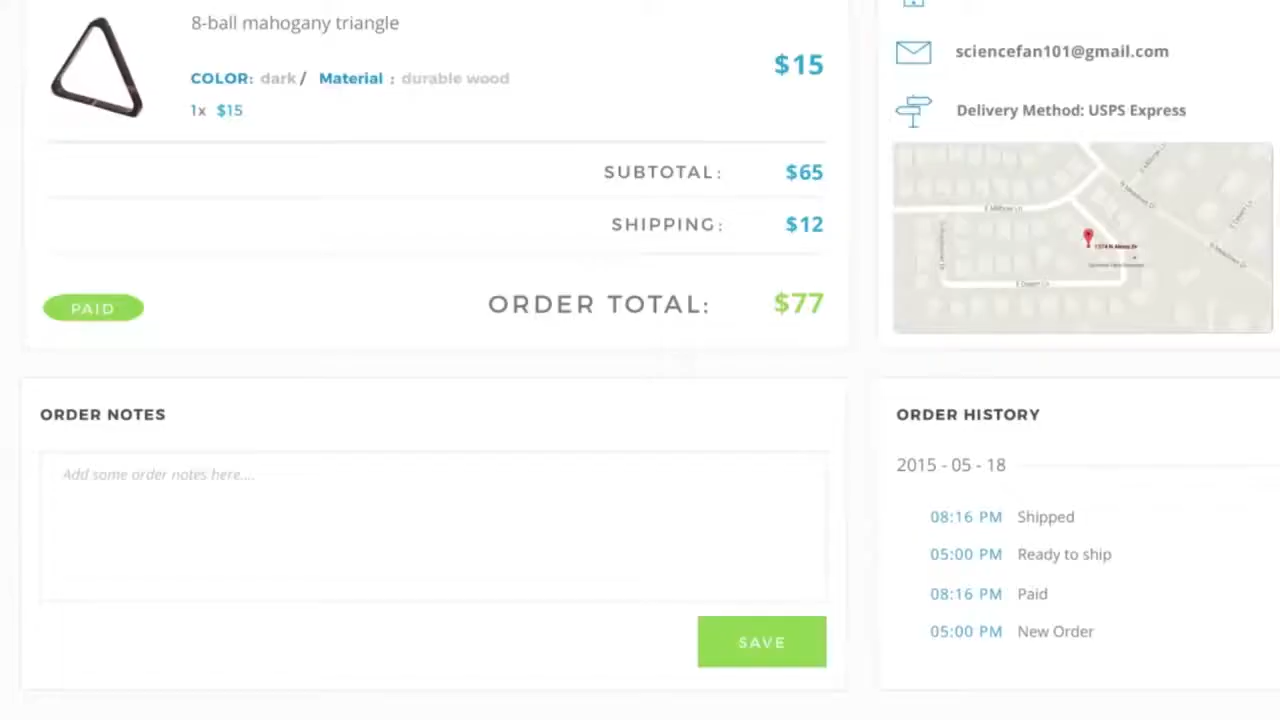 8-ball mahogany triangle
COLOR: dark / Material : durable wood
1x $15
$15
SUBTOTAL: $65
SHIPPING: $12
PAID
ORDER TOTAL: $77
sciencefan101@gmail.com
Delivery Method: USPS Express
E Desert Ln
ORDER NOTES
Add some order notes here....
SAVE
ORDER HISTORY
2015 - 05 - 18
08:16 PM Shipped
05:00 PM Ready to ship
08:16 PM Paid
05:00 PM New Order